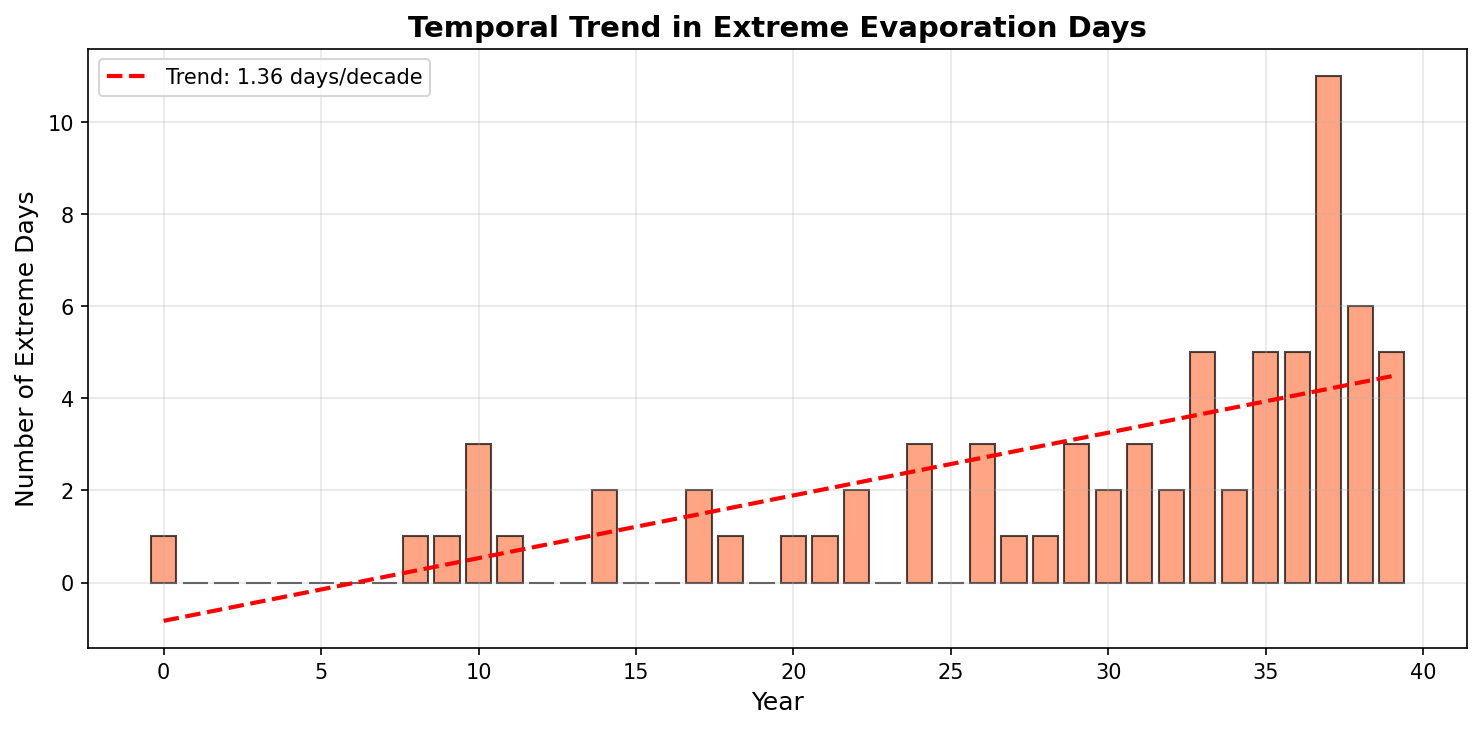 Temporal Trend in Extreme Evaporation Days
Trend: 1.36 days/decade
Number of Extreme Days
10
8
6
4
2
0
0 5 10 15 20 25 30 35 40
Year